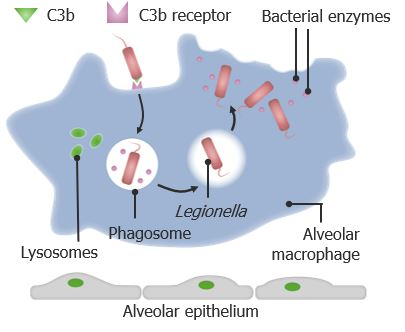 C3b
C3b receptor
Bacterial enzymes
Legionella
Phagosome
Lysosomes
Alveolar
macrophage
Alveolar epithelium